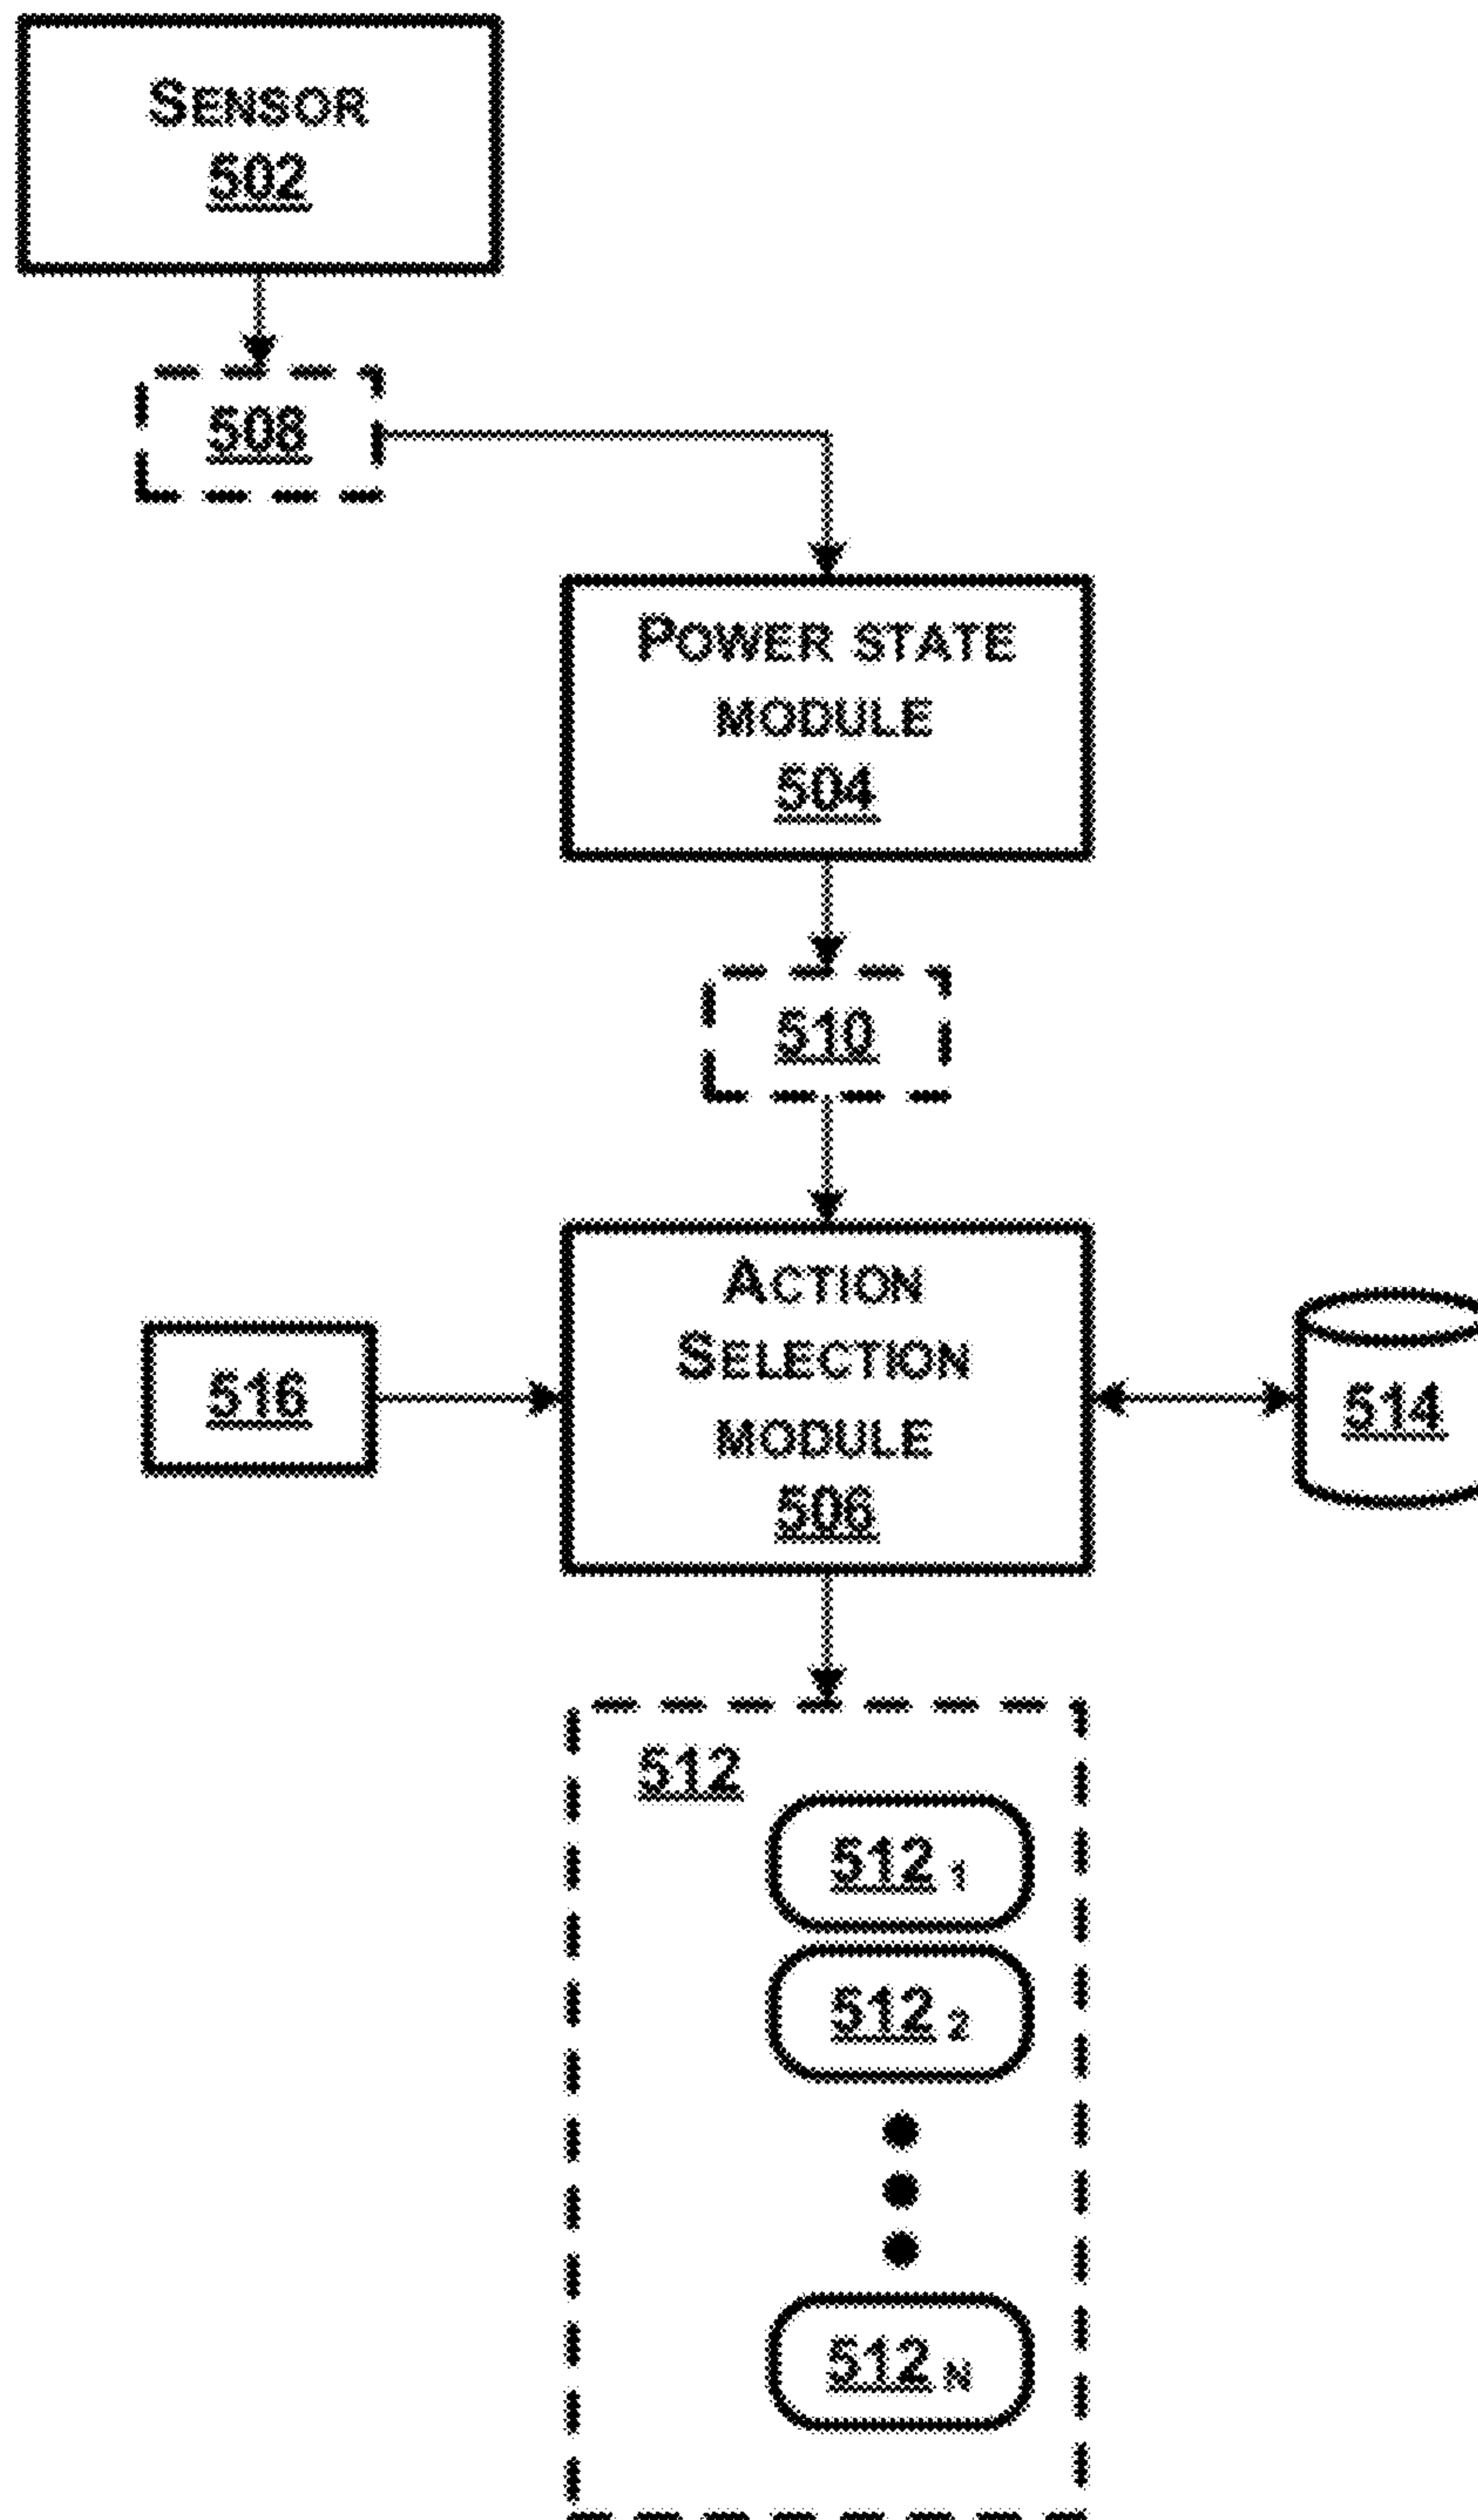 SENSOR
502
508
POWER STATE
MODULE
504
510
ACTION
SELECTION
MODULE
506
516
514
512
512 1
512 2
512 N